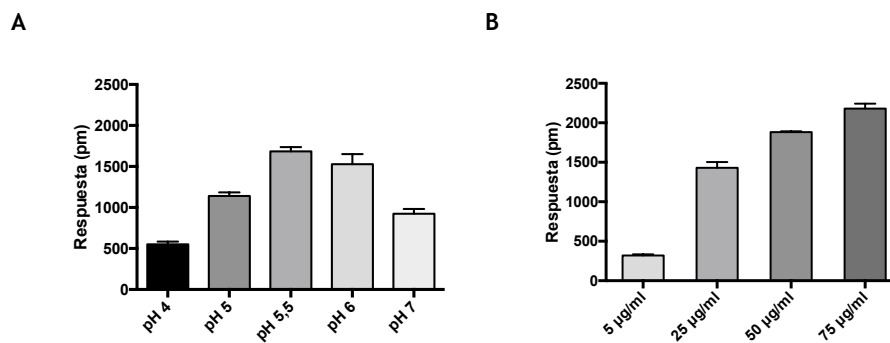 A
B
Respuesta (pm)
2500
2000
1500
1000
500
0
pH 4
pH 5
pH 5,5
pH 6
pH 7
Respuesta (pm)
2500
2000
1500
1000
500
0
5 µg/ml
25 µg/ml
50 µg/ml
75 µg/ml